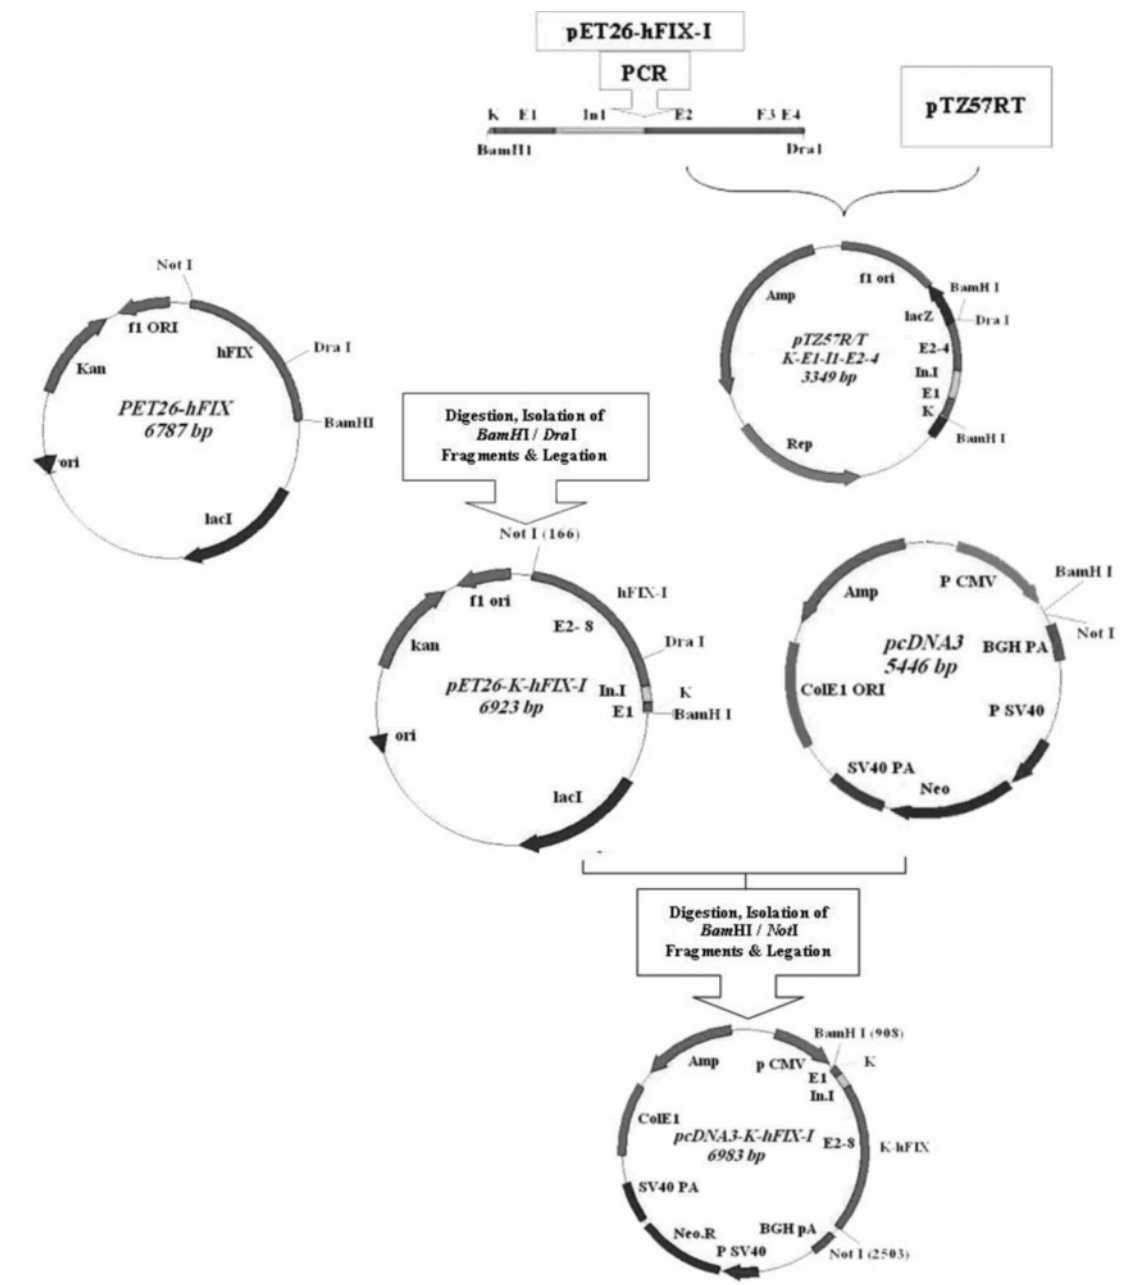 pET26-hFIX-I
PCR
pTZ57RT
K E1 In1 E2 E3 E4
BamH1 Dra1
Not I
f1 ORI
hFIX
Dra I
Kan
PET26-hFIX
6787 bp
BamHI
ori
lacI
Amp
f1 ori
BamH I
lacZ
Dra I
pTZ57R/T
K-E1-I1-E2-4
3349 bp
E2-4
In.I
E1
K
BamH I
Rep
Digestion, Isolation of
BamHI / DraI
Fragments & Legation
Not I (166)
f1 ori
hFIX-I
E2- 8
kan
Dra I
pET26-K-hFIX-I
6923 bp
In.I
K
E1
BamH I
ori
lacI
P CMV
BamH I
Amp
Not I
pcDNA3
5446 bp
BGH PA
ColE1 ORI
P SV40
SV40 PA
Neo
Digestion, Isolation of
BamHI / NotI
Fragments & Legation
BamH I (908)
Amp
p CMV
K
E1
In.I
ColE1
pcDNA3-K-hFIX-I
6983 bp
E2-8
K-hFIX
SV40 PA
Neo.R
BGH pA
P SV40
Not I (2503)